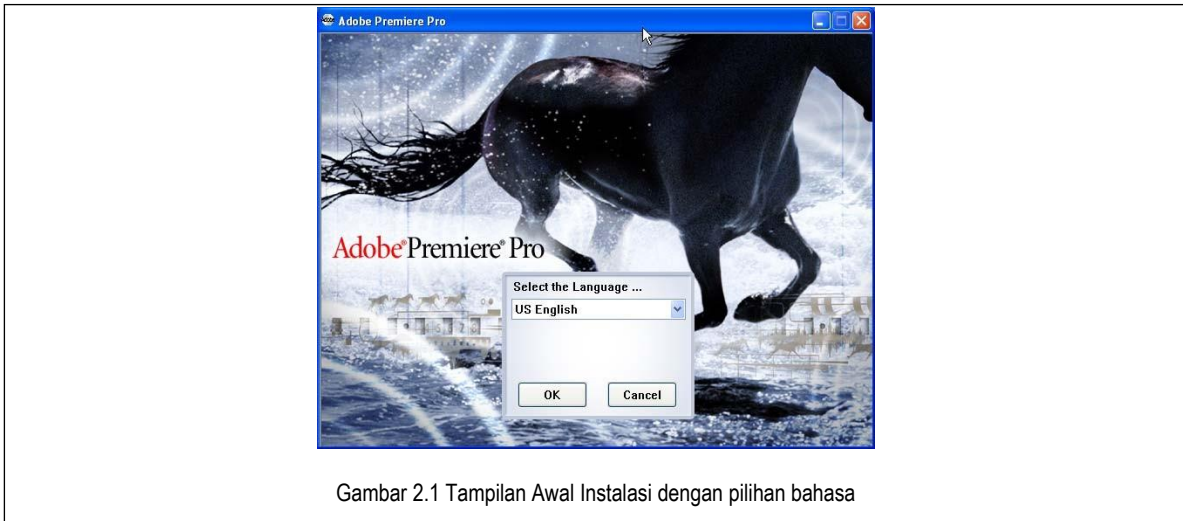 Adobe Premiere Pro
Adobe® Premiere® Pro
Select the Language ...
US English
OK Cancel
Gambar 2.1 Tampilan Awal Instalasi dengan pilihan bahasa